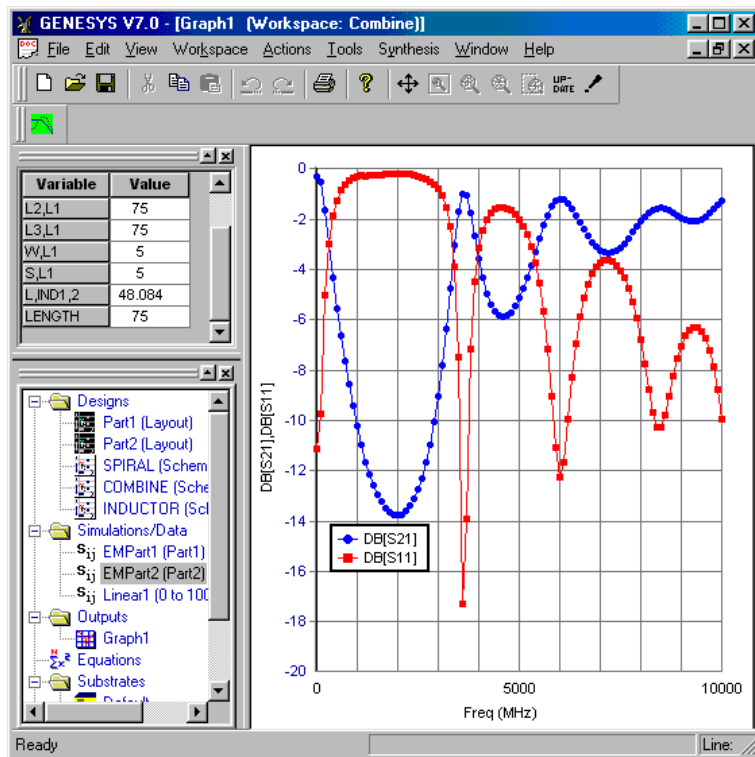 GENESYS V7.0 - [Graph1 (Workspace: Combine)]
DOC File Edit View Workspace Actions Tools Synthesis Window Help
UP-
DATE
Variable Value
L2,L1 75
L3,L1 75
W,L1 5
S,L1 5
L,IND1,2 48.084
LENGTH 75
Designs
Part1 (Layout)
Part2 (Layout)
SPIRAL (Schem
COMBINE (Sche
INDUCTOR (Scl
Simulations/Data
Sij EMPart1 (Part1)
Sij EMPart2 (Part2)
Sij Linear1 (0 to 100
Outputs
Graph1
Equations
Substrates
Default
DB[S21],DB[S11]
0
-2
-4
-6
-8
-10
-12
-14
-16
-18
-20
DB[S21]
DB[S11]
0 5000 10000
Freq (MHz)
Ready Line: